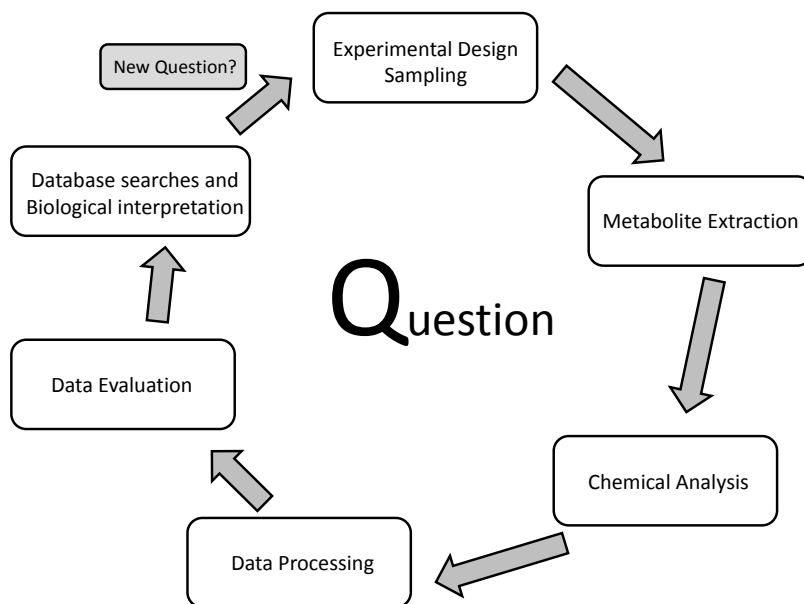 New Question?
Experimental Design
Sampling
Metabolite Extraction
Chemical Analysis
Data Processing
Data Evaluation
Database searches and
Biological interpretation
Question